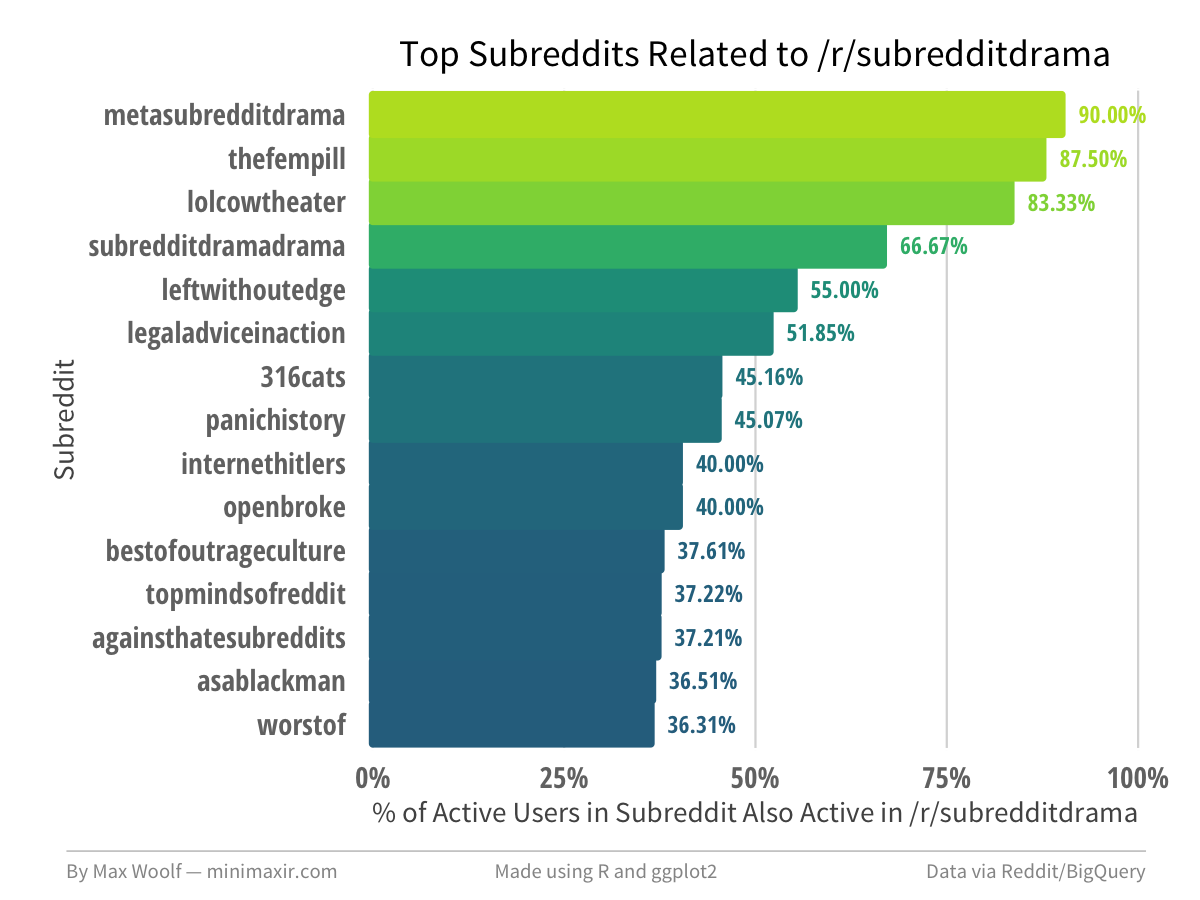 Top Subreddits Related to /r/subredditdrama
metasubredditdrama 90.00%
thefempill 87.50%
lolcowtheater 83.33%
subredditdramadrama 66.67%
leftwithoutedge 55.00%
legaladviceinaction 51.85%
316cats 45.16%
panichistory 45.07%
internethitlers 40.00%
openbroke 40.00%
bestofoutrageculture 37.61%
topmindsofreddit 37.22%
againsthatesubreddits 37.21%
asablackman 36.51%
worstof 36.31%
Subreddit
0% 25% 50% 75% 100%
% of Active Users in Subreddit Also Active in /r/subredditdrama
By Max Woolf — minimaxir.com Made using R and ggplot2 Data via Reddit/BigQuery